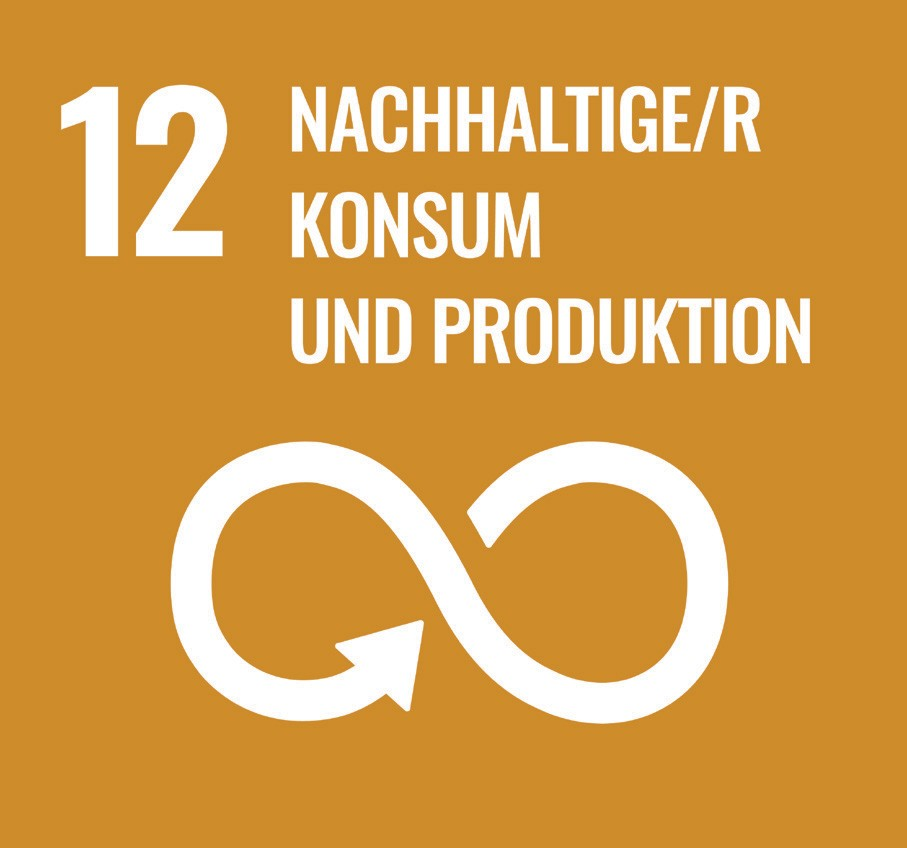 12
NACHHALTIGE/R
KONSUM
UND PRODUKTION